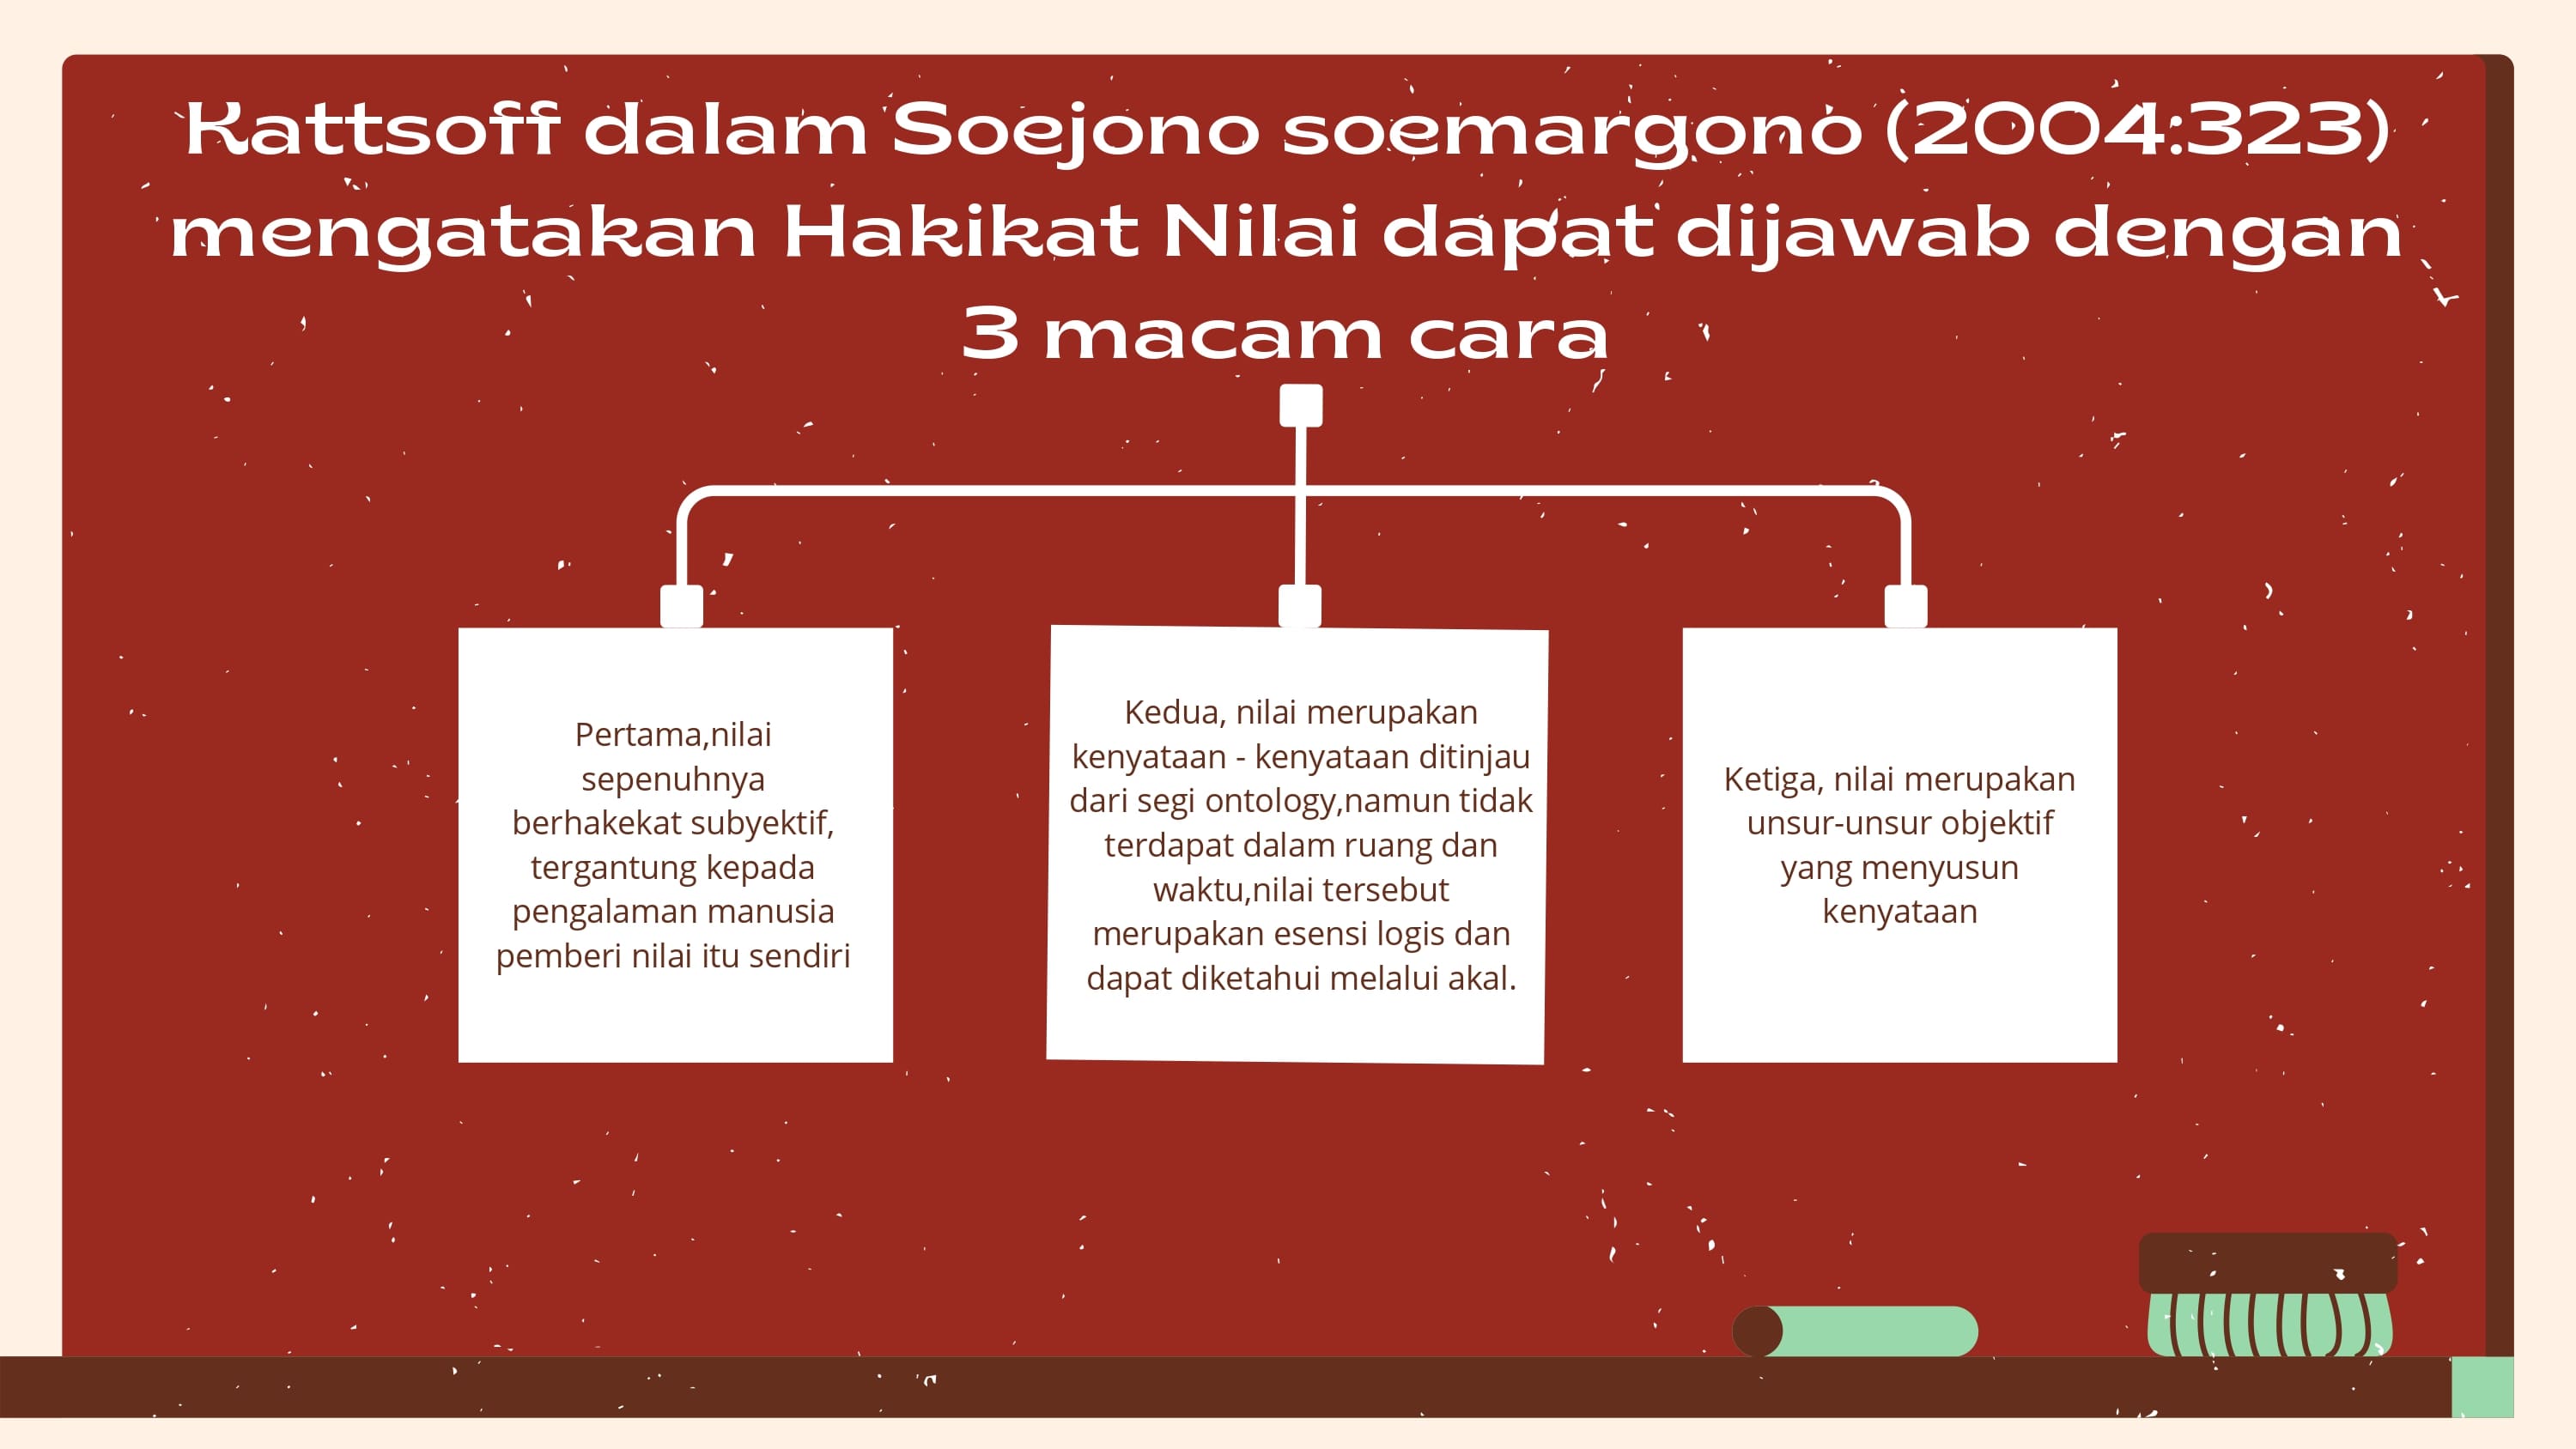 Kattsoff dalam Soejono soemargono (2004:323)
mengatakan Hakikat Nilai dapat dijawab dengan
3 macam cara
Pertama,nilai
sepenuhnya
berhakekat subyektif,
tergantung kepada
pengalaman manusia
pemberi nilai itu sendiri
Kedua, nilai merupakan
kenyataan - kenyataan ditinjau
dari segi ontology,namun tidak
terdapat dalam ruang dan
waktu,nilai tersebut
merupakan esensi logis dan
dapat diketahui melalui akal.
Ketiga, nilai merupakan
unsur-unsur objektif
yang menyusun
kenyataan